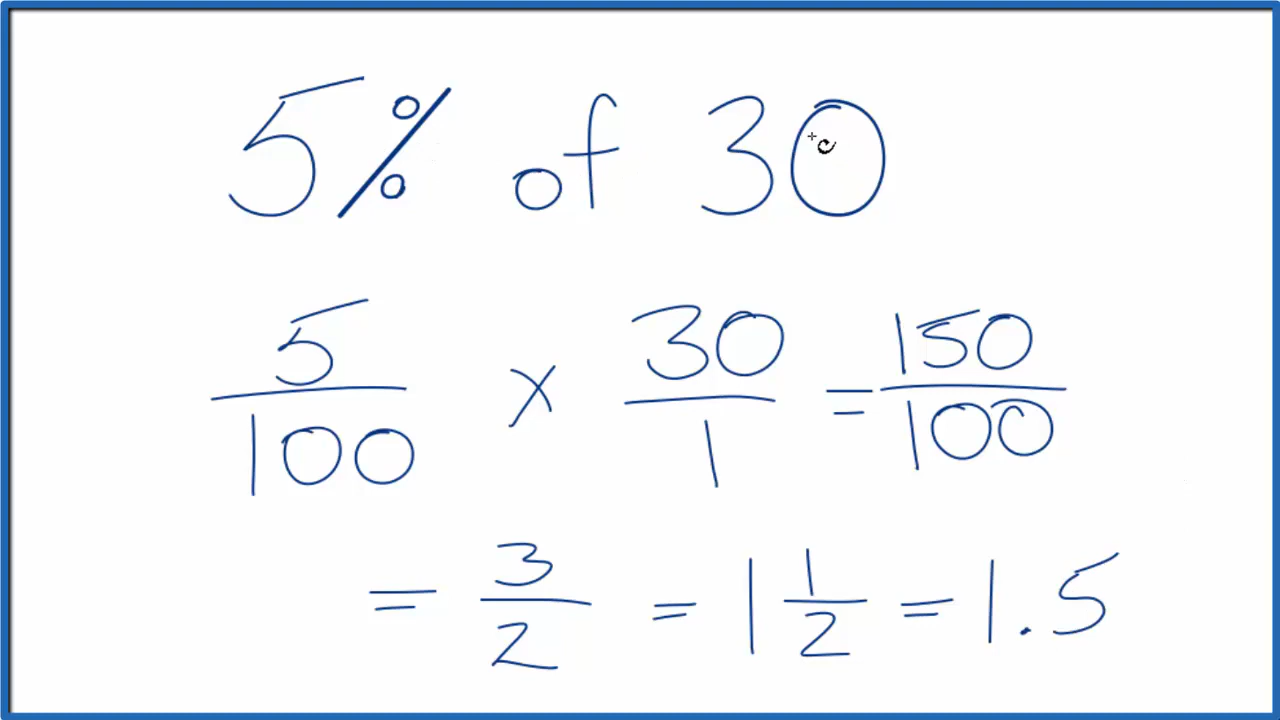 5% of 30
5/100 x 30/1 = 150/100
= 3/2 = 1 1/2 = 1.5